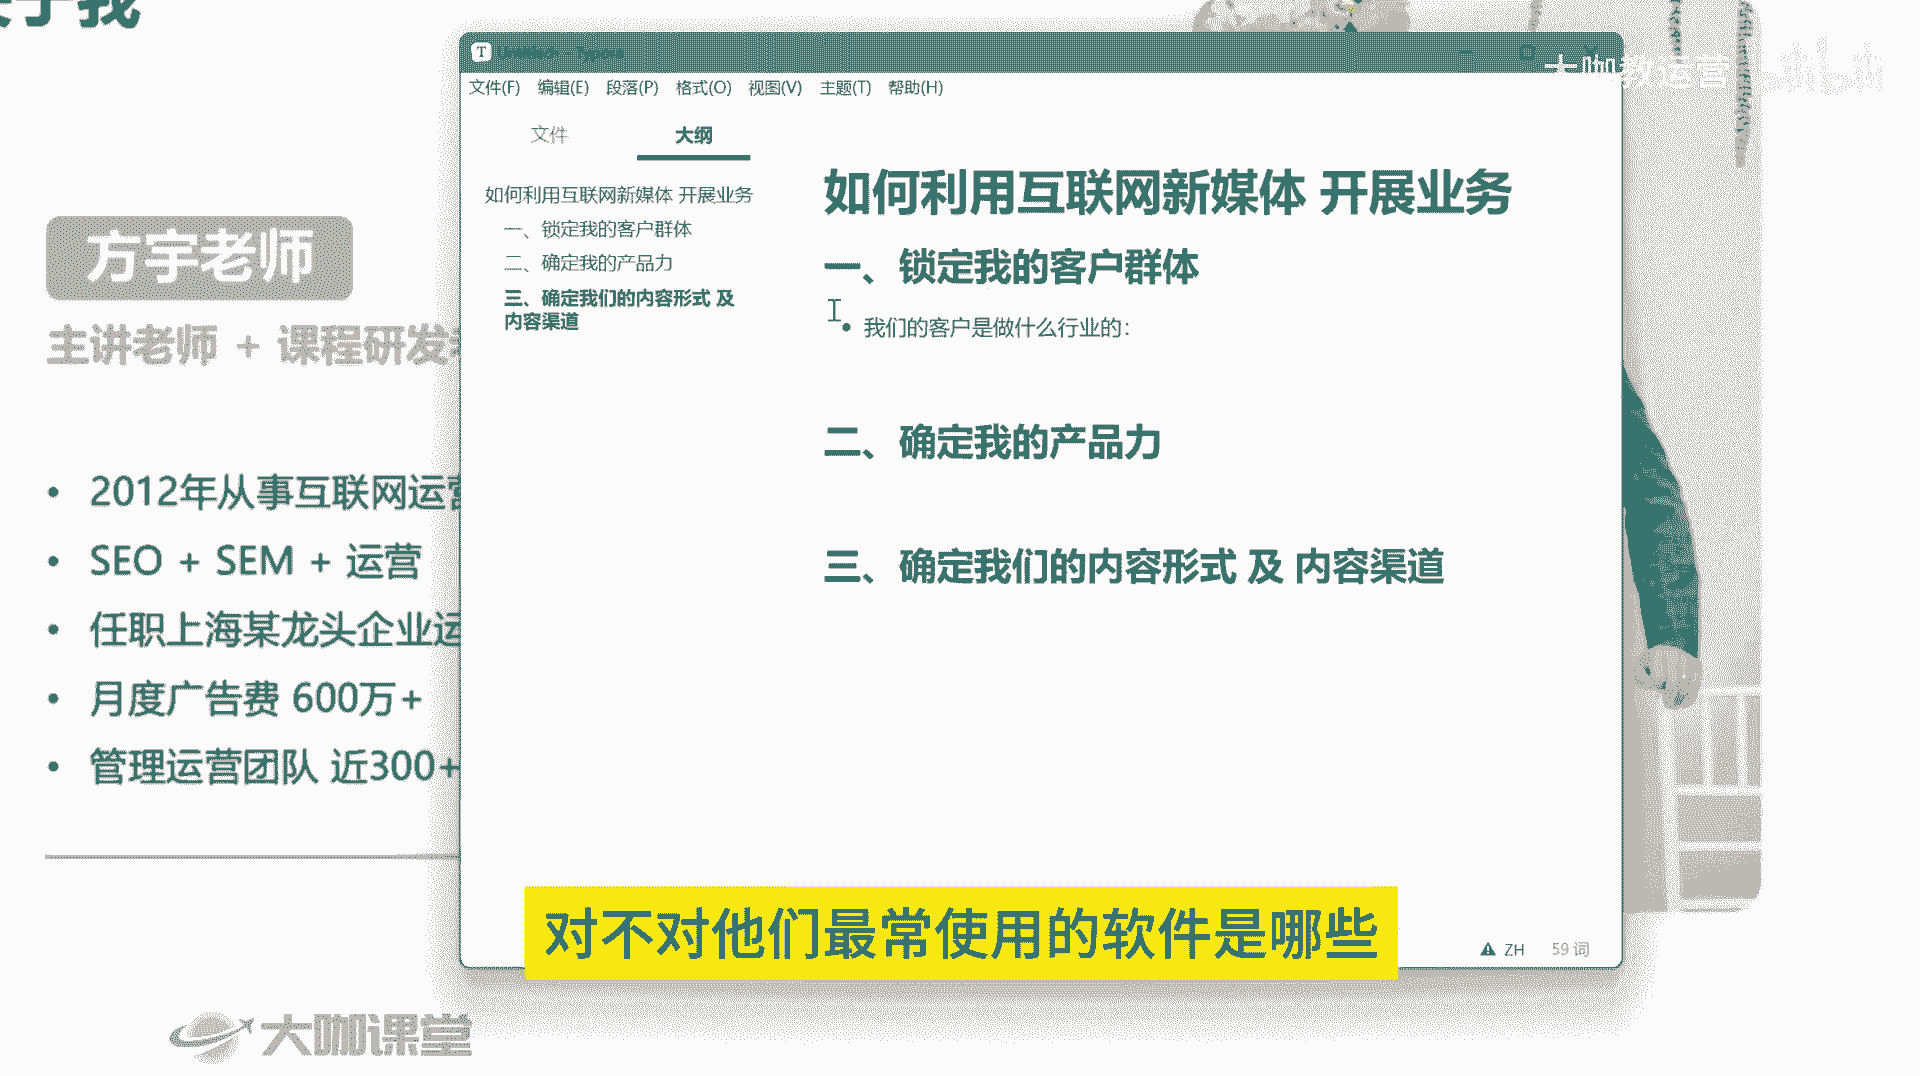 关于我
方宇老师
主讲老师 + 课程研发
2012年从事互联网运营
SEO + SEM + 运营
任职上海某龙头企业运
月度广告费 600万+
管理运营团队 近300+
大咖课堂
文件(F) 编辑(E) 段落(P) 格式(O) 视图(V) 主题(T) 帮助(H)
文件 大纲
如何利用互联网新媒体 开展业务
一、锁定我的客户群体
二、确定我的产品力
三、确定我们的内容形式 及
内容渠道
如何利用互联网新媒体 开展业务
一、锁定我的客户群体
我们的客户是做什么行业的：
二、确定我的产品力
三、确定我们的内容形式 及 内容渠道
ZH 59 词
对不对他们最常使用的软件是哪些
大咖教运营